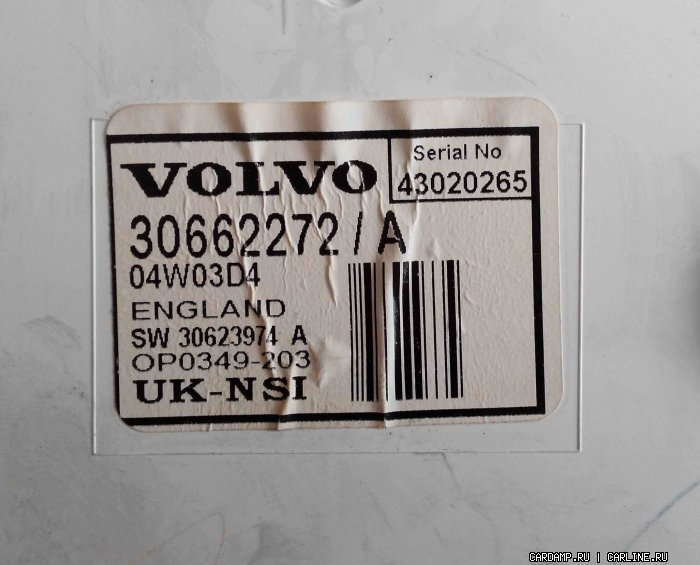 VOLVO
Serial No
43020265
30662272 / A
04W03D4
ENGLAND
SW 30623974 A
OP0349-203
UK-NSI
CARDAMP.RU | CARLINE.RU